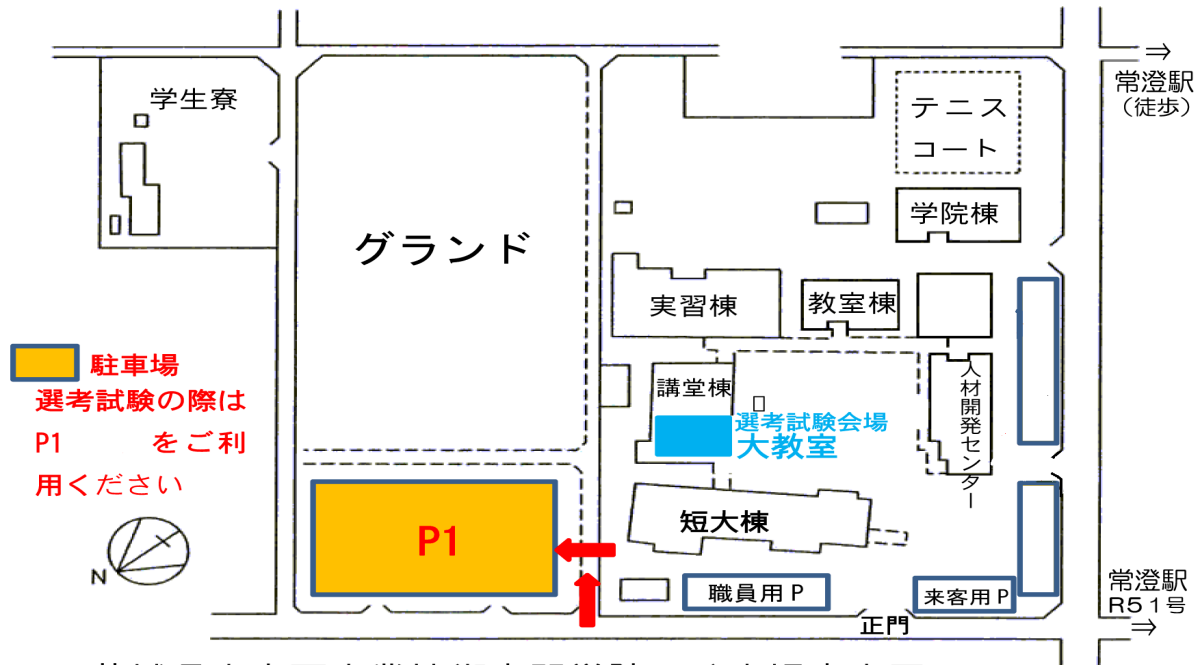 学生寮
⇒
常澄駅
（徒歩）
テニス
コート
学院棟
グランド
実習棟
教室棟
駐車場
選考試験の際は
P1 をご利
用ください
講堂棟
人材開発センター
選考試験会場
大教室
短大棟
P1
N
職員用Ｐ
来客用Ｐ
正門
常澄駅
Ｒ５１号
⇒